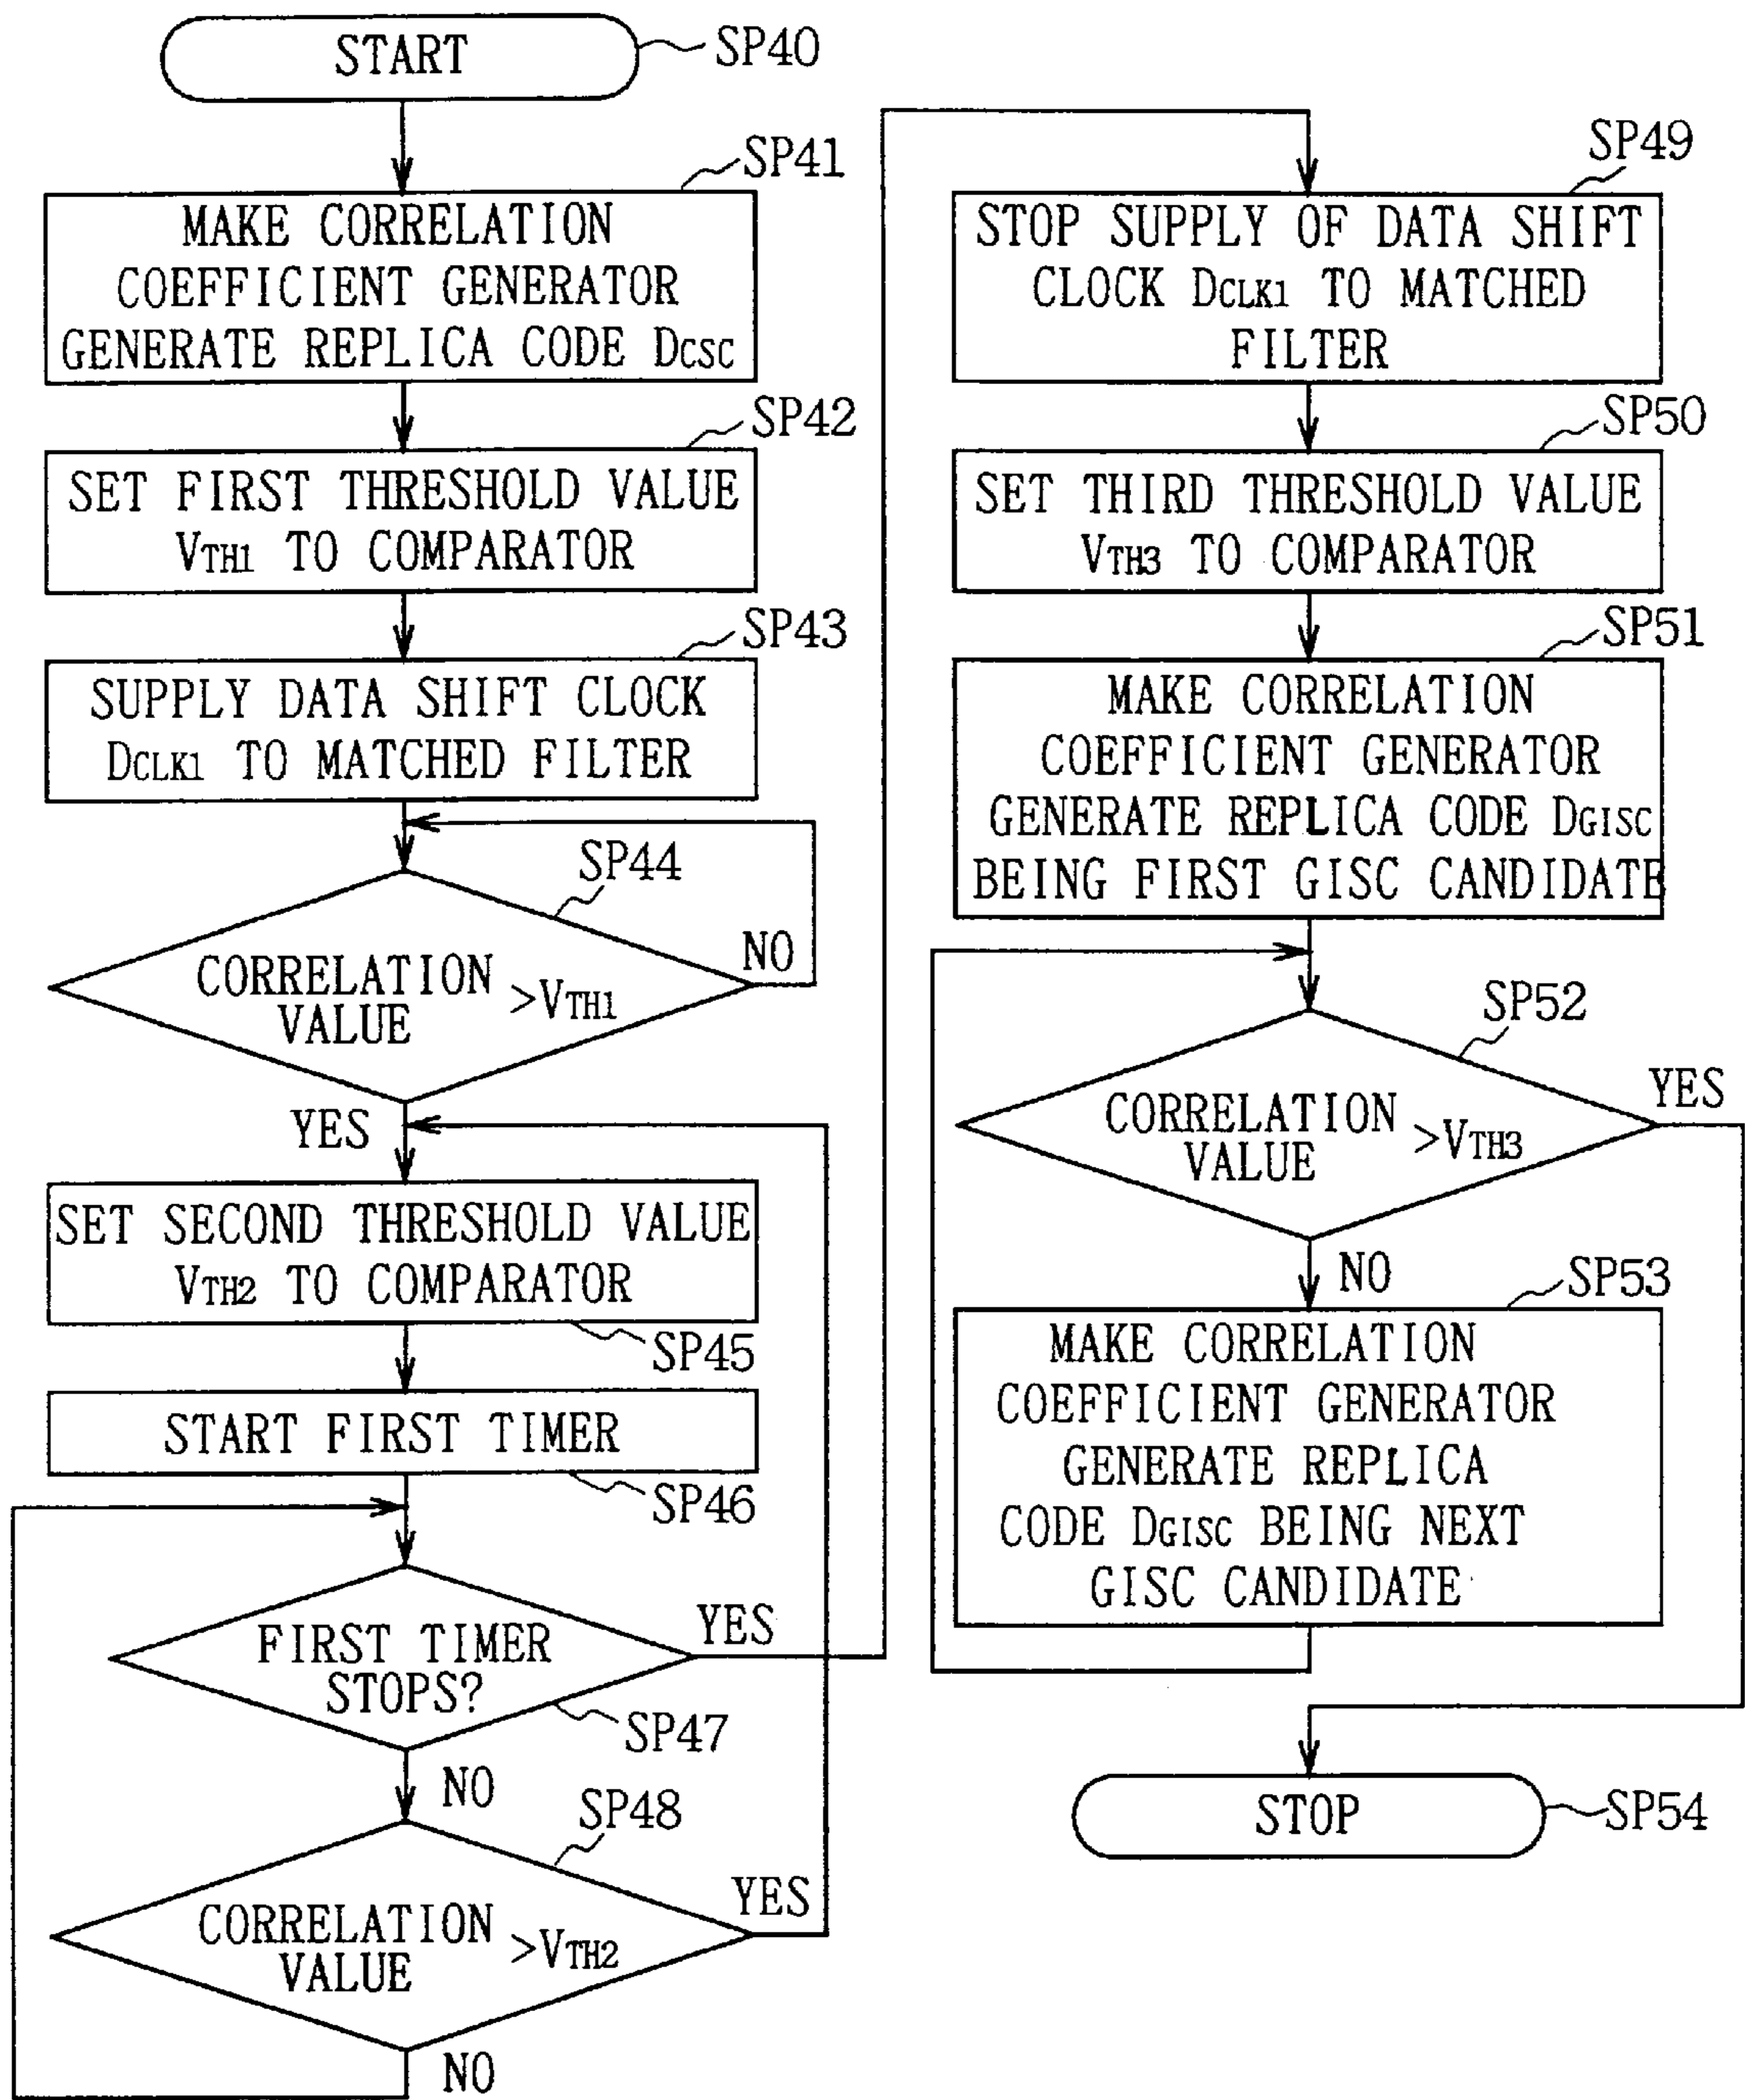 START
SP40
SP41
MAKE CORRELATION
COEFFICIENT GENERATOR
GENERATE REPLICA CODE DCSC
SP42
SET FIRST THRESHOLD VALUE
VTH1 TO COMPARATOR
SP43
SUPPLY DATA SHIFT CLOCK
DCLK1 TO MATCHED FILTER
SP44
CORRELATION
VALUE >VTH1
NO
YES
SET SECOND THRESHOLD VALUE
VTH2 TO COMPARATOR
SP45
START FIRST TIMER
SP46
FIRST TIMER
STOPS?
YES
SP47
NO
SP48
CORRELATION
VALUE >VTH2
YES
NO
SP49
STOP SUPPLY OF DATA SHIFT
CLOCK DCLK1 TO MATCHED
FILTER
SP50
SET THIRD THRESHOLD VALUE
VTH3 TO COMPARATOR
SP51
MAKE CORRELATION
COEFFICIENT GENERATOR
GENERATE REPLICA CODE DGISC
BEING FIRST GISC CANDIDATE
SP52
CORRELATION
VALUE >VTH3
YES
NO
SP53
MAKE CORRELATION
COEFFICIENT GENERATOR
GENERATE REPLICA
CODE DGISC BEING NEXT
GISC CANDIDATE
STOP
SP54